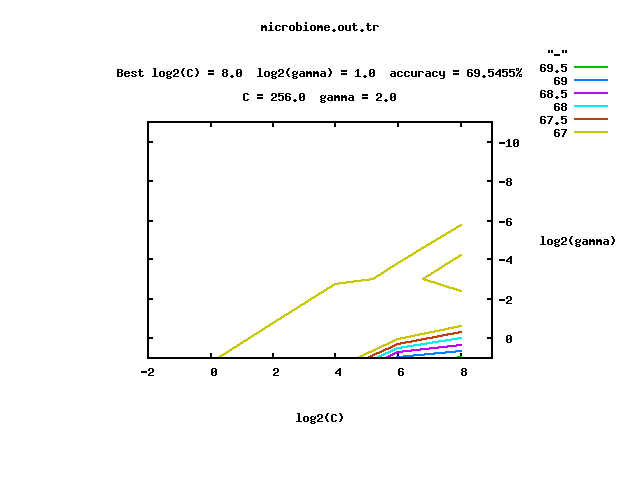 microbiome.out.tr
Best log2(C) = 8.0  log2(gamma) = 1.0  accuracy = 69.5455%
C = 256.0  gamma = 2.0
"-"
69.5
69
68.5
68
67.5
67
-10
-8
-6
-4
-2
0
log2(gamma)
-2 0 2 4 6 8
log2(C)